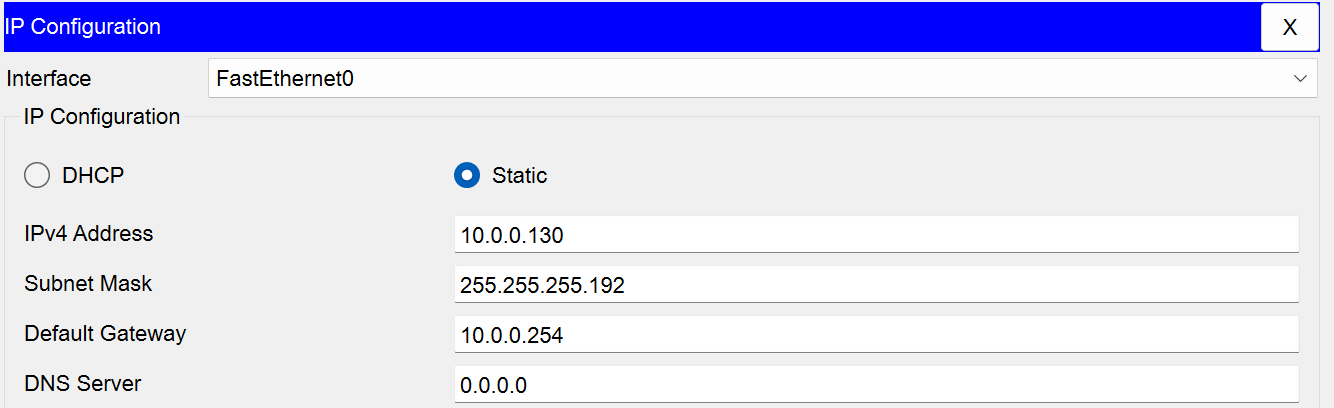 IP Configuration X
Interface FastEthernet0
IP Configuration
DHCP Static
IPv4 Address 10.0.0.130
Subnet Mask 255.255.255.192
Default Gateway 10.0.0.254
DNS Server 0.0.0.0